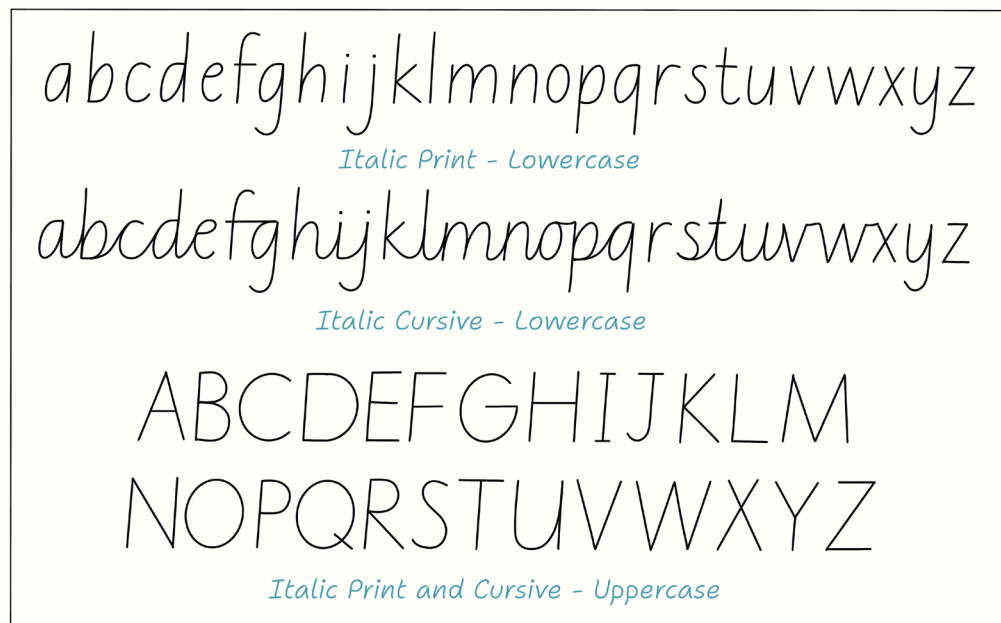 abcdefghijklmnopqrstuvwxyz
Italic Print - Lowercase
abcdefghijklmnopqrstuvwxyz
Italic Cursive - Lowercase
ABCDEFGHIJKLM
NOPQRSTUVWXYZ
Italic Print and Cursive - Uppercase